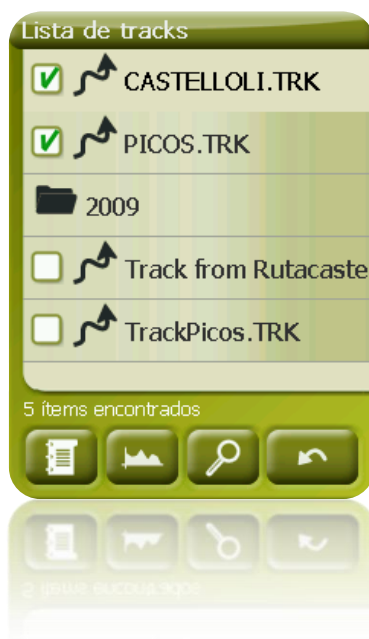 Lista de tracks
CASTELLOLI.TRK
PICOS.TRK
2009
Track from Rutacaste
TrackPicos.TRK
5 ítems encontrados